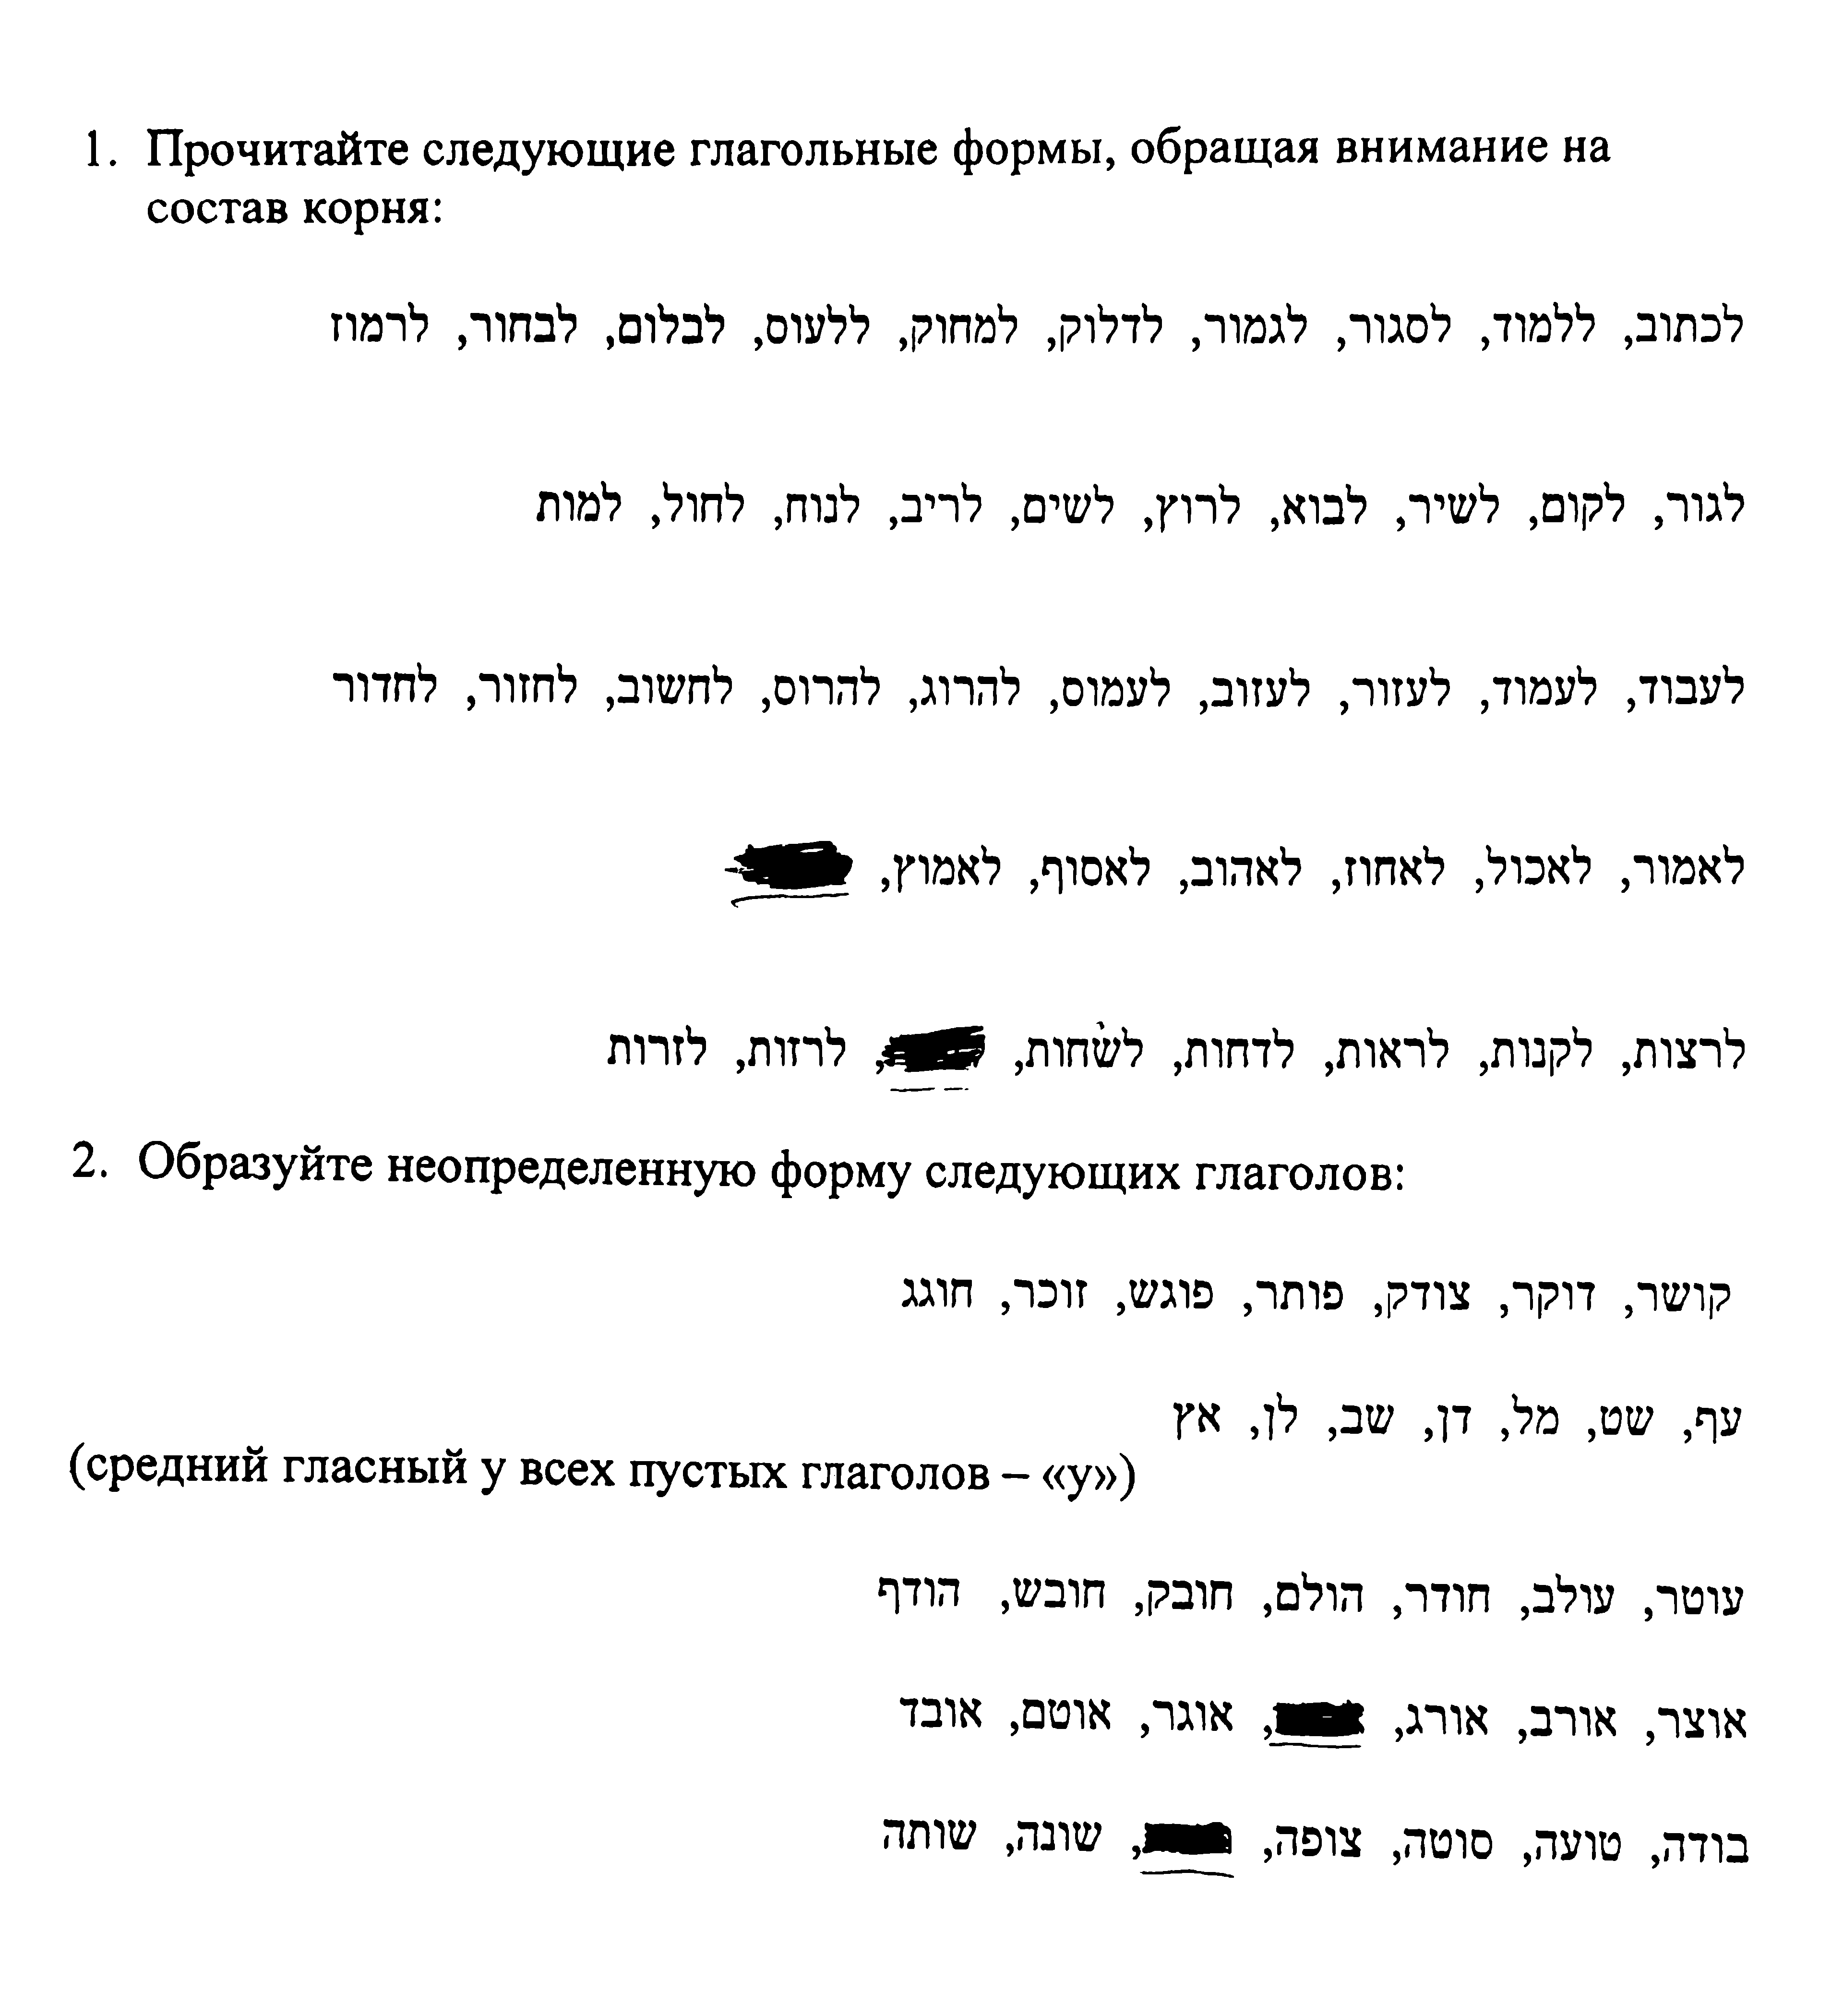 1. Прочитайте следующие глагольные формы, обращая внимание на
состав корня:
לכתוב, ללמוד, לסגור, לגמור, לדלוק, למחוק, ללעוס, לבלום, לבחור, לרמוז
לגור, לקום, לשיר, לבוא, לרוץ, לשים, לריב, לנוח, לחול, למות
לעבוד, לעמוד, לעזור, לעזוב, לעמוס, להרוג, להרוס, לחשוב, לחזור, לחדור
לאמור, לאכול, לאחוז, לאהוב, לאסוף, לאמוץ,
לרצות, לקנות, לראות, לדחות, לשׂחות, , לרזות, לזרות
2. Образуйте неопределенную форму следующих глаголов:
קושר, דוקר, צודק, פותר, פוגש, זוכר, חוגג
עף, שט, מל, דן, שב, לן, אץ
(средний гласный у всех пустых глаголов – «у»)
עוטר, עולב, חודר, הולם, חובק, חובש, הודף
אוצר, אורב, אורג, , אוגר, אוטם, אובד
בודה, טועה, סוטה, צופה, , שונה, שותה